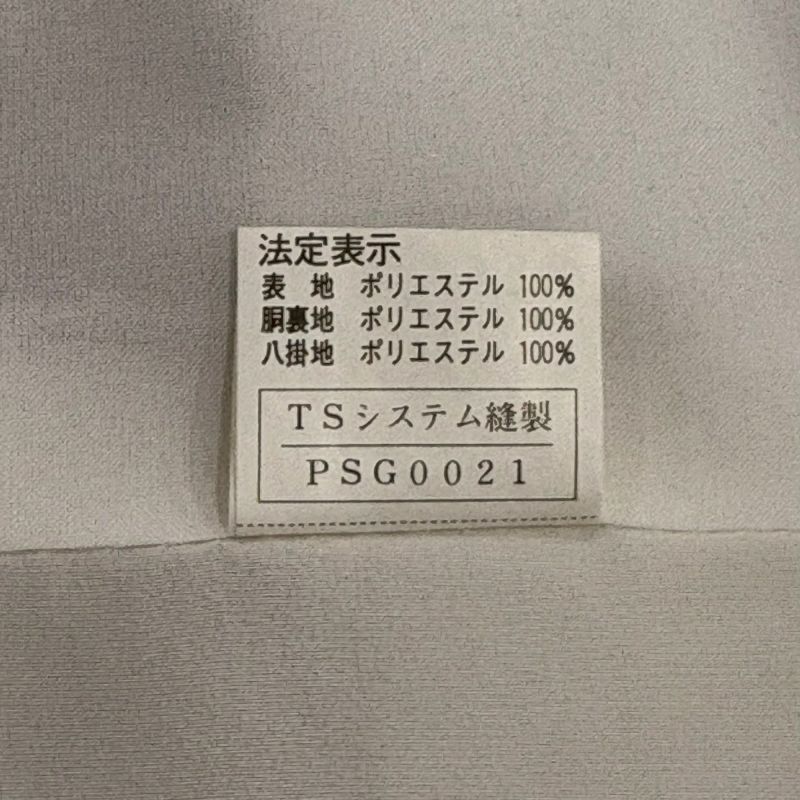 法定表示
表　地　ポリエステル 100%
胴裏地　ポリエステル 100%
八掛地　ポリエステル 100%
TSシステム縫製
PSG0021